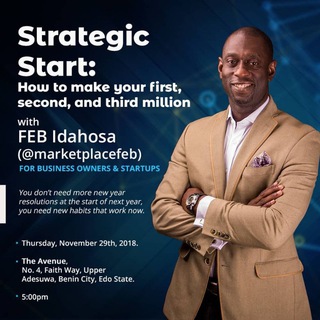 Strategic
Start:
How to make your first,
second, and third million
with
FEB Idahosa
(@marketplacefeb)
FOR BUSINESS OWNERS & STARTUPS
You don't need more new year
resolutions at the start of next year,
you need new habits that work now.
Thursday, November 29th, 2018.
The Avenue,
No. 4, Faith Way, Upper
Adesuwa, Benin City, Edo State.
5:00pm